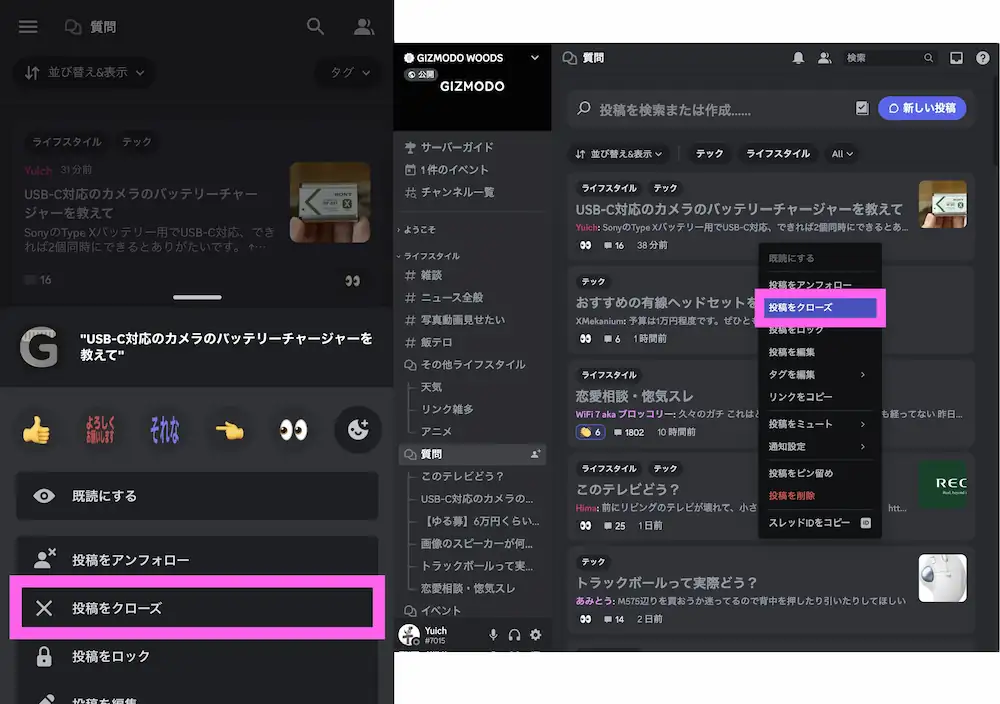 質問
並び替え&表示
タグ
ライフスタイル テック
Yuich 31分前
USB-C対応のカメラのバッテリーチャー
ジャーを教えて
SonyのType Xバッテリー用でUSB-C対応、でき
れば2個同時にできるとありがたいです。↑…
16
"USB-C対応のカメラのバッテリーチャージャーを
教えて"
よろしく
お願いします
それな
既読にする
投稿をアンフォロー
投稿をクローズ
投稿をロック
投稿を編集
GIZMODO WOODS
公開
GIZMODO
サーバーガイド
1件のイベント
チャンネル一覧
ようこそ
ライフスタイル
雑談
ニュース全般
写真動画見せたい
飯テロ
その他ライフスタイル
天気
リンク雑多
アニメ
質問
このテレビどう？
USB-C対応のカメラの...
【ゆる募】6万円くらい...
画像のスピーカーが何...
トラックボールって実...
恋愛相談・惚気スレ
イベント
Yuich
#7015
質問
検索
投稿を検索または作成......
新しい投稿
並び替え&表示
テック
ライフスタイル
All
ライフスタイル テック
USB-C対応のカメラのバッテリーチャージャーを教えて
Yuich: SonyのType Xバッテリー用でUSB-C対応、できれば2個同時にできるとあ...
16 38分前
テック
おすすめの有線ヘッドセットを
XMekanium: 予算は1万円程度です。ぜひと
6 1時間前
ライフスタイル
恋愛相談・惚気スレ
WiFi 7 aka ブロッコリー: 久々のガチ これは
も経ってない 昨日...
6 1802 10時間前
ライフスタイル テック
このテレビどう？
Hima: 前にリビングのテレビが壊れて、小さ
htt...
25 1日前
REC
テック
トラックボールって実際どう？
あみとう: M575辺りを買おうか迷ってるので背中を押したり引いたりしてほしい
14 2日前
既読にする
投稿をアンフォロー
投稿をクローズ
投稿をロック
投稿を編集
タグを編集
リンクをコピー
投稿をミュート
通知設定
投稿をピン留め
投稿を削除
スレッドIDをコピー ID